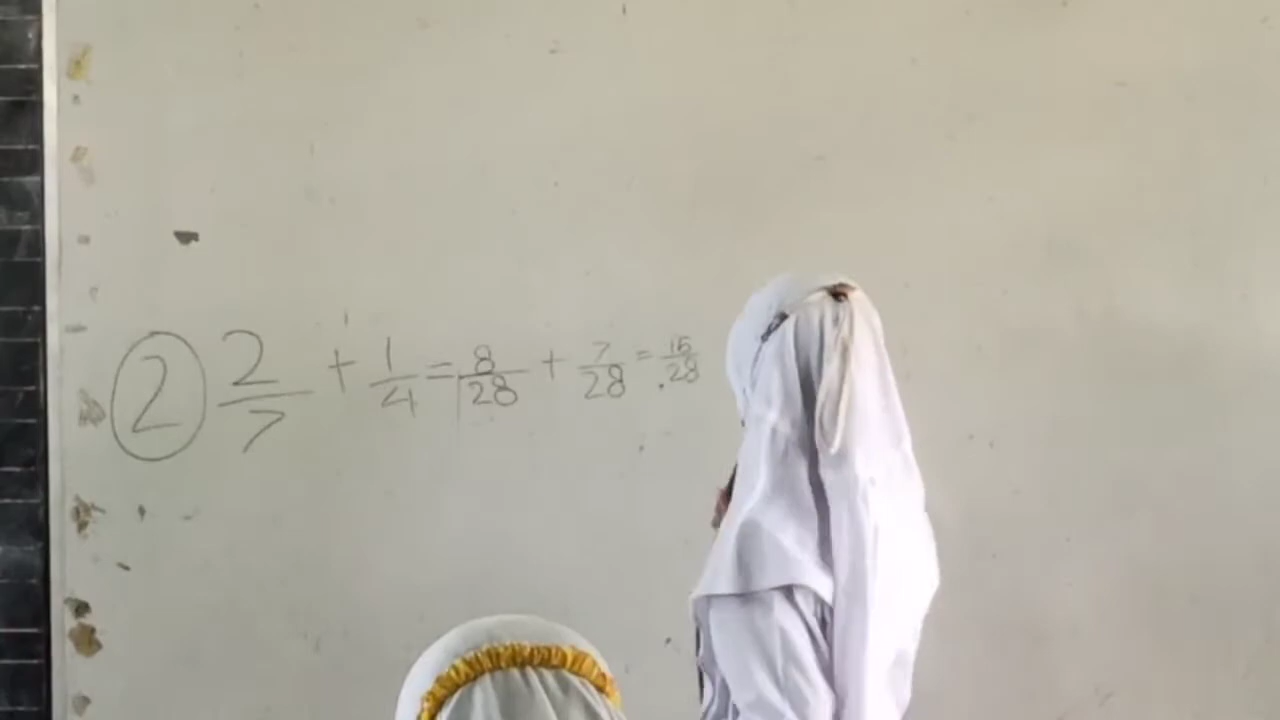 ② 2/7 + 1/4 = 8/28 + 7/28 = 15/28